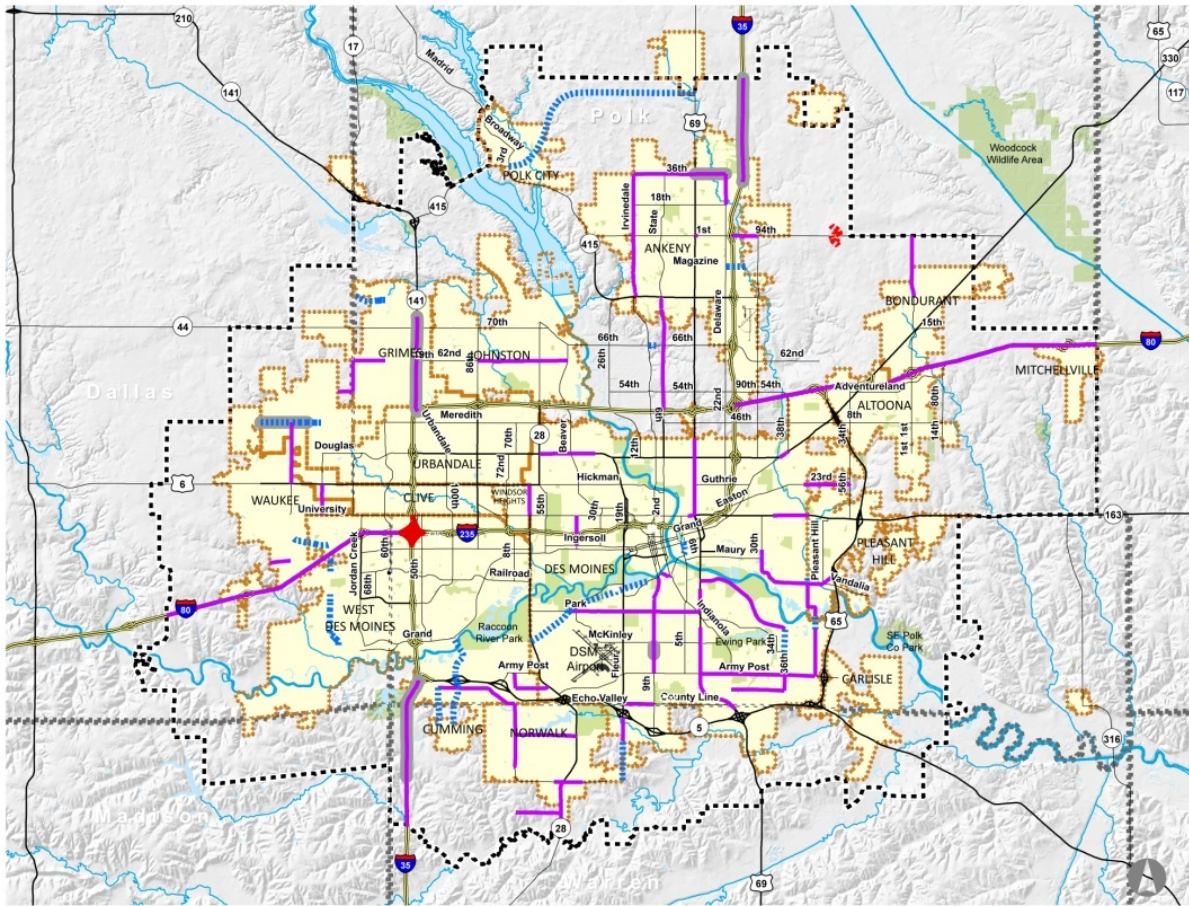 210
35
65
17
Madrid
330
141
117
Broadway
Polk
69
3rd
Woodcock
Wildlife Area
POLK CITY
36th
18th
415
Irvinedale
State
1st
94th
415
ANKENY
Magazine
141
BONDURANT
Delaware
15th
44
70th
GRIMES
62nd
JOHNSTON
86th
26th
66th
66th
62nd
80
MITCHELLVILLE
54th
54th
90th
54th
Adventureland
80th
ALTOONA
Meredith
22nd
46th
8th
6th
Urbandale
70th
28
Beaver
12th
38th
34th
1st
1st
14th
Douglas
URBANDALE
72nd
6
Hickman
Guthrie
23rd
56th
WAUKEE
CLIVE
100th
WINDSOR
HEIGHTS
55th
30th
19th
2nd
Easton
University
Grand
163
235
Ingersoll
Jordan Creek
60th
8th
6th
Maury
30th
Pleasant Hill
PLEASANT
HILL
68th
50th
Railroad
DES MOINES
Vandalia
80
WEST
DES MOINES
Park
Indianola
65
Grand
Raccoon
River Park
McKinley
5th
Ewing Park
34th
SE Polk
Co Park
DSM
Airport
Fleur
36th
Army Post
Army Post
9th
CARLISLE
Echo Valley
County Line
CUMMING
NORWALK
5
316
28
35
69
Warren